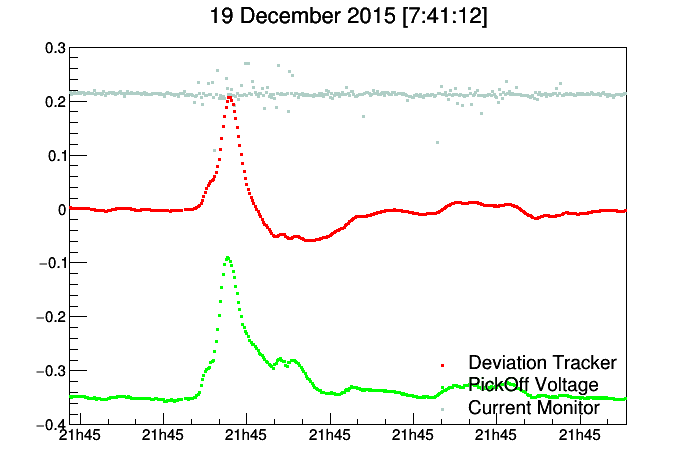 19 December 2015 [7:41:12]
0.3
0.2
0.1
0
−0.1
−0.2
−0.3
−0.4
Deviation Tracker
PickOff Voltage
Current Monitor
21h45 21h45 21h45 21h45 21h45 21h45 21h45